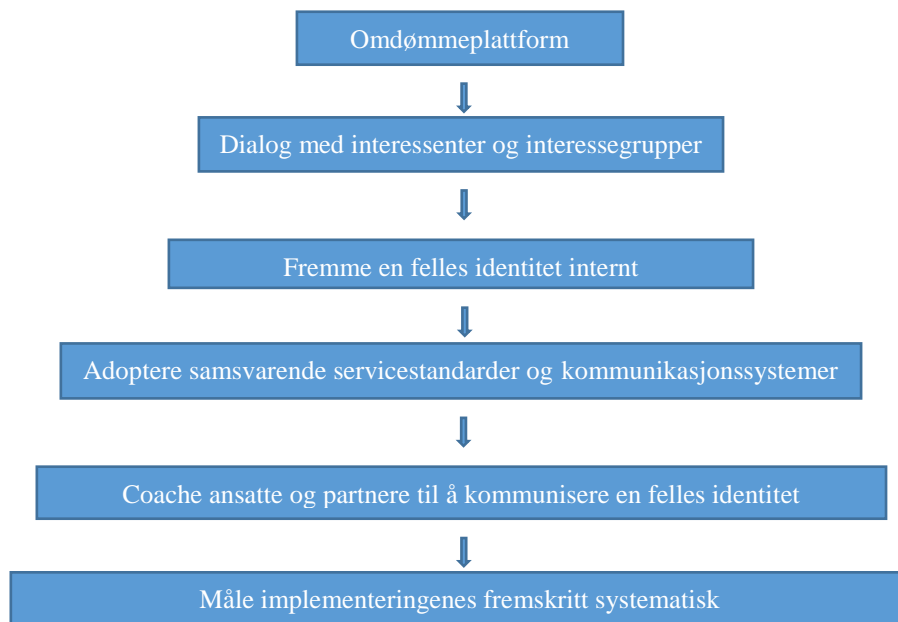 Omdømmeplattform
Dialog med interessenter og interessegrupper
Fremme en felles identitet internt
Adoptere samsvarende servicestandarder og kommunikasjonssystemer
Coache ansatte og partnere til å kommunisere en felles identitet
Måle implementeringenes fremskritt systematisk